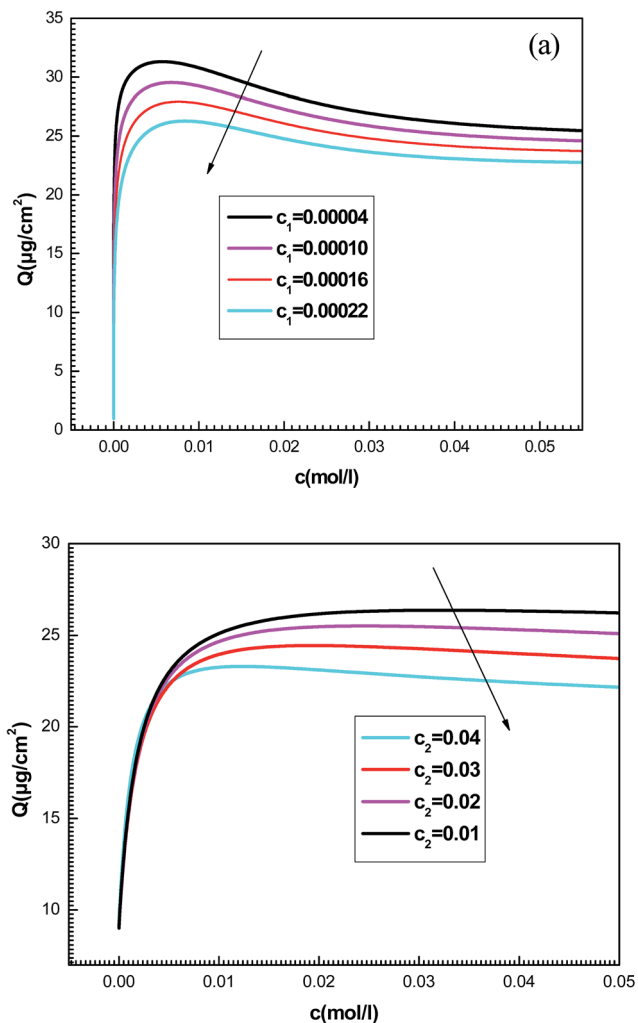 (a)
35
30
25
20
15
10
5
0
Q(μg/cm²)
c₁=0.00004
c₁=0.00010
c₁=0.00016
c₁=0.00022
0.00 0.01 0.02 0.03 0.04 0.05
c(mol/l)
30
25
20
15
10
Q(μg/cm²)
c₂=0.04
c₂=0.03
c₂=0.02
c₂=0.01
0.00 0.01 0.02 0.03 0.04 0.05
c(mol/l)